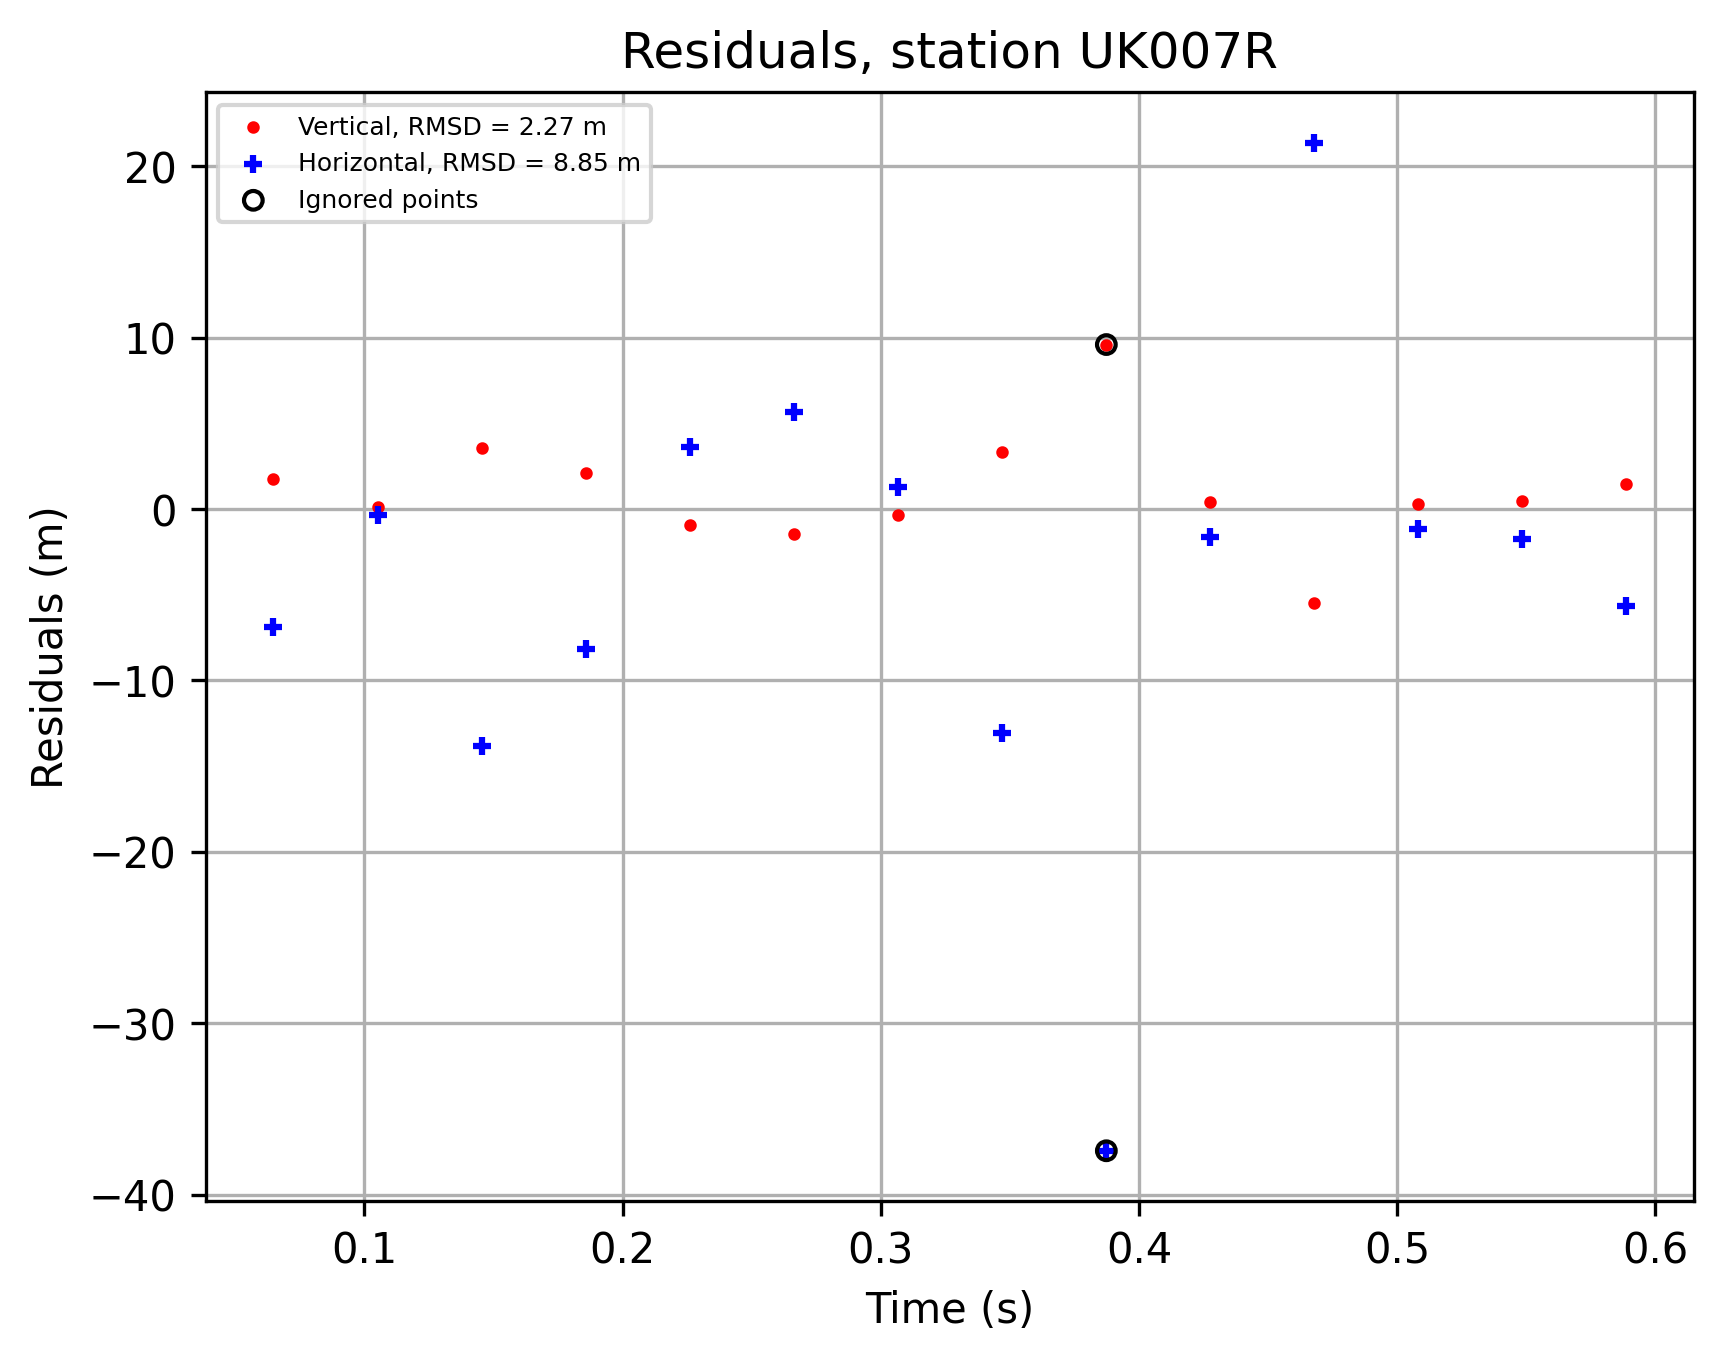 Residuals, station UK007R
Vertical, RMSD = 2.27 m
Horizontal, RMSD = 8.85 m
Ignored points
20
10
0
−10
−20
−30
−40
Residuals (m)
0.1 0.2 0.3 0.4 0.5 0.6
Time (s)